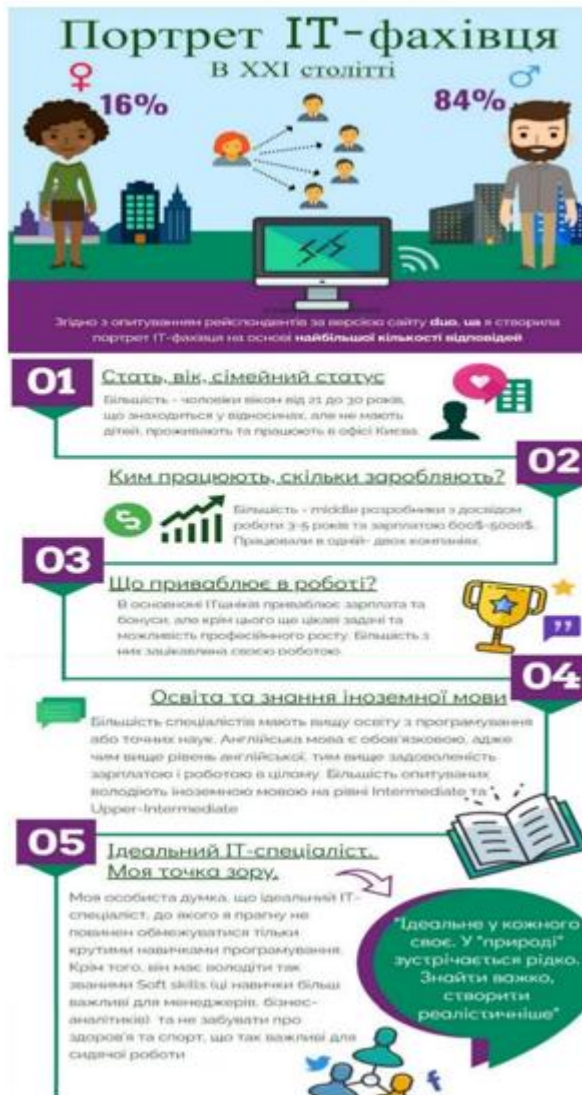 Портрет IT-фахівця
В XXI столітті
16%
84%
Згідно з опитуванням рейспондентів за версією сайту duo. ua я створила
портрет IT-фахівця на основі найбільшої кількості відповідей
01
Стать, вік, сімейний статус
Більшість - чоловіки віком від 21 до 30 років,
що знаходиться у відносинах, але не мають
дітей, проживають та працюють в офісі Києва.
02
Ким працюють, скільки заробляють?
Більшість - middle розробники з досвідом
роботи 3-5 років та зарплатою 600$-5000$.
Працювали в одній- двох компаніях.
03
Що приваблює в роботі?
В основному ІТшніків приваблює зарплата та
бонуси, але крім цього ще цікаві задачі та
можливість професійного росту. Більшість з
них зацікавлена своєю роботою.
04
Освіта та знання іноземної мови
Більшість спеціалістів мають вищу освіту з програмування
або точних наук. Англійська мова є обов'язковою, адже
чим вище рівень англійської, тим вище задоволеність
зарплатою і роботою в цілому. Більшість опитуваних
володіють іноземною мовою на рівні Intermediate та
Upper-Intermediate
05
Ідеальний IT-спеціаліст.
Моя точка зору.
Моя особиста думка, що ідеальний ІТ-
спеціаліст, до якого я прагну не
повинен обмежуватися тільки
крутими навичками програмування.
Крім того, він має володіти так
званими Soft skills (ці навички більш
важливі для менеджерів, бізнес-
аналітиків) та не забувати про
здоров'я та спорт, що так важливі для
сидячої роботи
"Ідеальне у кожного
своє. У "природі"
зустрічається рідко.
Знайти важко,
створити
реалістичніше"